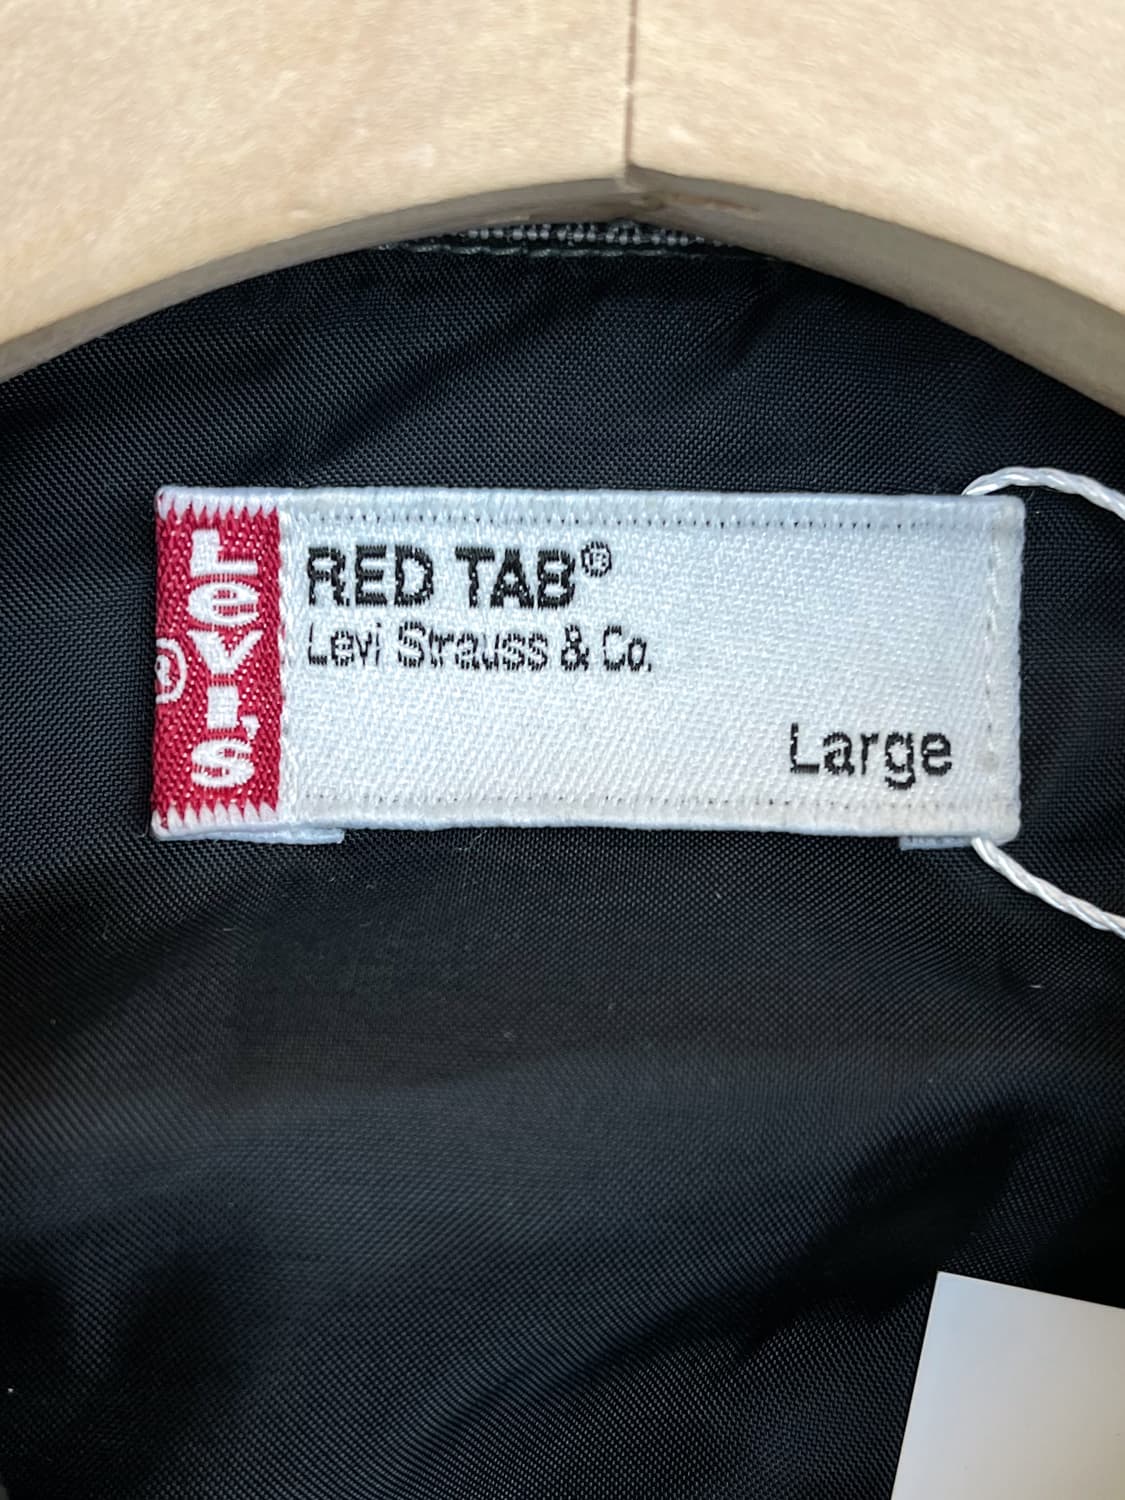 Levi's®
RED TAB®
Levi Strauss & Co.
Large